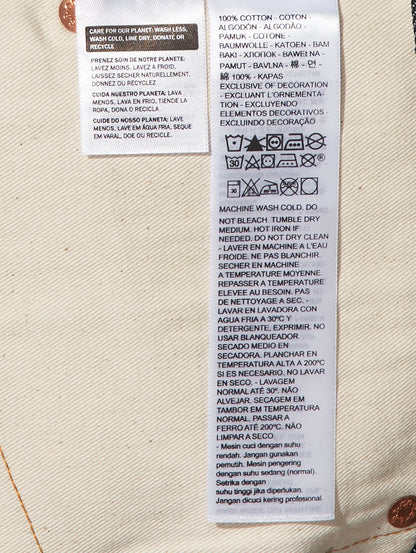 CARE FOR OUR PLANET: WASH LESS,
WASH COLD, LINE DRY, DONATE OR
RECYCLE
PRENEZ SOIN DE NOTRE PLANETE:
LAVEZ MOINS, LAVEZ A FROID,
LAISSEZ SECHER NATURELLEMENT,
DONNEZ OU RECYCLEZ
CUIDA NUESTRO PLANETA: LAVA
MENOS, LAVA EN FRIO, TIENDE LA
ROPA, DONA O RECICLA.
CUIDE DO NOSSO PLANETA: LAVE
MENOS, LAVE EM ÁGUA FRIA, SEQUE
EM VARAL, DOE OU RECICLE.
100% COTTON - COTON -
ALGODÓN - ALGODÃO -
PAMUK - COTONE -
BAUMWOLLE - KATOEN - BAM
BAKI - ХЛОПОК - BAWEŁNA -
PAMUT - BAVLNA - 棉 - 면 -
綿 100% - KAPAS
EXCLUSIVE OF DECORATION
- EXCLUANT L'ORNEMENTA-
TION - EXCLUYENDO
ELEMENTOS DECORATIVOS -
EXCLUINDO DECORAÇÃO
30
MACHINE WASH COLD. DO
NOT BLEACH. TUMBLE DRY
MEDIUM. HOT IRON IF
NEEDED. DO NOT DRY CLEAN
- LAVER EN MACHINE A L'EAU
FROIDE. NE PAS BLANCHIR.
SECHER EN MACHINE
A TEMPERATURE MOYENNE.
REPASSER A TEMPERATURE
ELEVEE AU BESOIN. PAS
DE NETTOYAGE A SEC. -
LAVAR EN LAVADORA CON
AGUA FRIA A 30ºC Y
DETERGENTE, EXPRIMIR. NO
USAR BLANQUEADOR.
SECADO MEDIO EN
SECADORA. PLANCHAR EN
TEMPERATURA ALTA A 200ºC
SI ES NECESARIO, NO LAVAR
EN SECO. - LAVAGEM
NORMAL ATÉ 30º. NÃO
ALVEJAR. SECAGEM EM
TAMBOR EM TEMPERATURA
NORMAL. PASSAR A
FERRO ATÉ 200ºC. NÃO
LIMPAR A SECO.
- Mesin cuci dengan suhu
rendah. Jangan gunakan
pemutih. Mesin pengering
dengan suhu sedang (normal).
Setrika dengan
suhu tinggi jika diperlukan.
Jangan dicuci kering profesional.